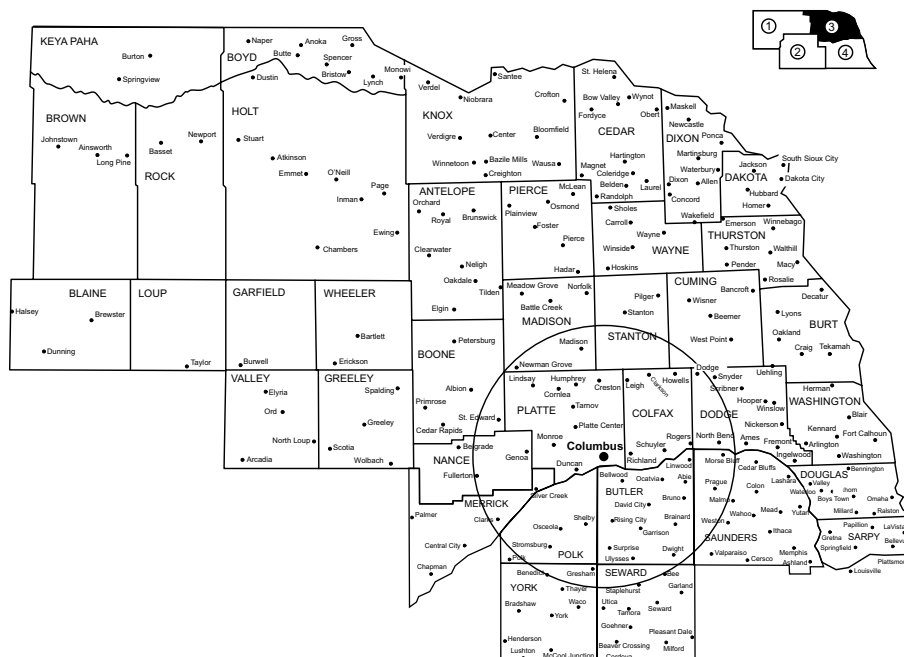 1
3
2
4
KEYA PAHA
Burton
Springview
BOYD
Naper
Anoka
Gross
Butte
Spencer
Bristow
Monowi
Lynch
Dustin
BROWN
Johnstown
Ainsworth
Long Pine
ROCK
Basset
Newport
HOLT
Stuart
Atkinson
Emmet
O'Neill
Page
Inman
Ewing
Chambers
KNOX
Verdel
Santee
Niobrara
Crofton
Verdigre
Center
Bloomfield
Winnetoon
Bazile Mills
Wausa
Creighton
CEDAR
St. Helena
Bow Valley
Wynot
Fordyce
Obert
Hartington
Magnet
Coleridge
Belden
Laurel
Randolph
DIXON
Maskell
Newcastle
Ponca
Martinsburg
Waterbury
Dixon
Allen
Concord
Wakefield
DAKOTA
Jackson
South Sioux City
Dakota City
Hubbard
Homer
ANTELOPE
Orchard
Royal
Brunswick
Clearwater
Neligh
Oakdale
Tilden
Elgin
PIERCE
McLean
Plainview
Osmond
Foster
Pierce
Hadar
WAYNE
Sholes
Carroll
Wayne
Winside
Hoskins
THURSTON
Emerson
Winnebago
Thurston
Walthill
Pender
Macy
Rosalie
BLAINE
Halsey
Brewster
Dunning
LOUP
Taylor
GARFIELD
Burwell
WHEELER
Bartlett
Erickson
BOONE
Petersburg
Albion
Primrose
St. Edward
Cedar Rapids
MADISON
Meadow Grove
Norfolk
Battle Creek
Madison
Newman Grove
STANTON
Pilger
Stanton
CUMING
Bancroft
Wisner
Beemer
West Point
BURT
Decatur
Lyons
Oakland
Craig
Tekamah
VALLEY
Elyria
Ord
North Loup
Arcadia
GREELEY
Spalding
Greeley
Scotia
Wolbach
NANCE
Belgrade
Genoa
Fullerton
PLATTE
Lindsay
Humphrey
Cornlea
Creston
Tarnov
Platte Center
Monroe
Columbus
Duncan
COLFAX
Leigh
Clarkson
Howells
Schuyler
Rogers
Richland
DODGE
Dodge
Snyder
Scribner
Uehling
Hooper
Winslow
Nickerson
North Bend
Ames
Fremont
Ingelwood
WASHINGTON
Herman
Blair
Kennard
Fort Calhoun
Arlington
Washington
DOUGLAS
Bennington
Valley
Waterloo
Boys Town
Omaha
Millard
Ralston
SARPY
Papillion
LaVista
Gretna
Springfield
Plattsmouth
Louisville
MERRICK
Silver Creek
Palmer
Clarks
Central City
Chapman
POLK
Shelby
Osceola
Stromsburg
Polk
BUTLER
Bellwood
Linwood
Ocatvia
Abie
David City
Bruno
Rising City
Brainard
Garrison
Surprise
Dwight
Ulysses
SAUNDERS
Morse Bluff
Cedar Bluffs
Prague
Colon
Lashara
Malmo
Wahoo
Mead
Yutan
Weston
Ithaca
Valparaiso
Cersco
Memphis
Ashland
YORK
Benedict
Gresham
Thayer
Waco
Bradshaw
York
Henderson
Lushton
McCool Junction
SEWARD
Bee
Staplehurst
Garland
Utica
Tamora
Seward
Goehner
Pleasant Dale
Beaver Crossing
Milford